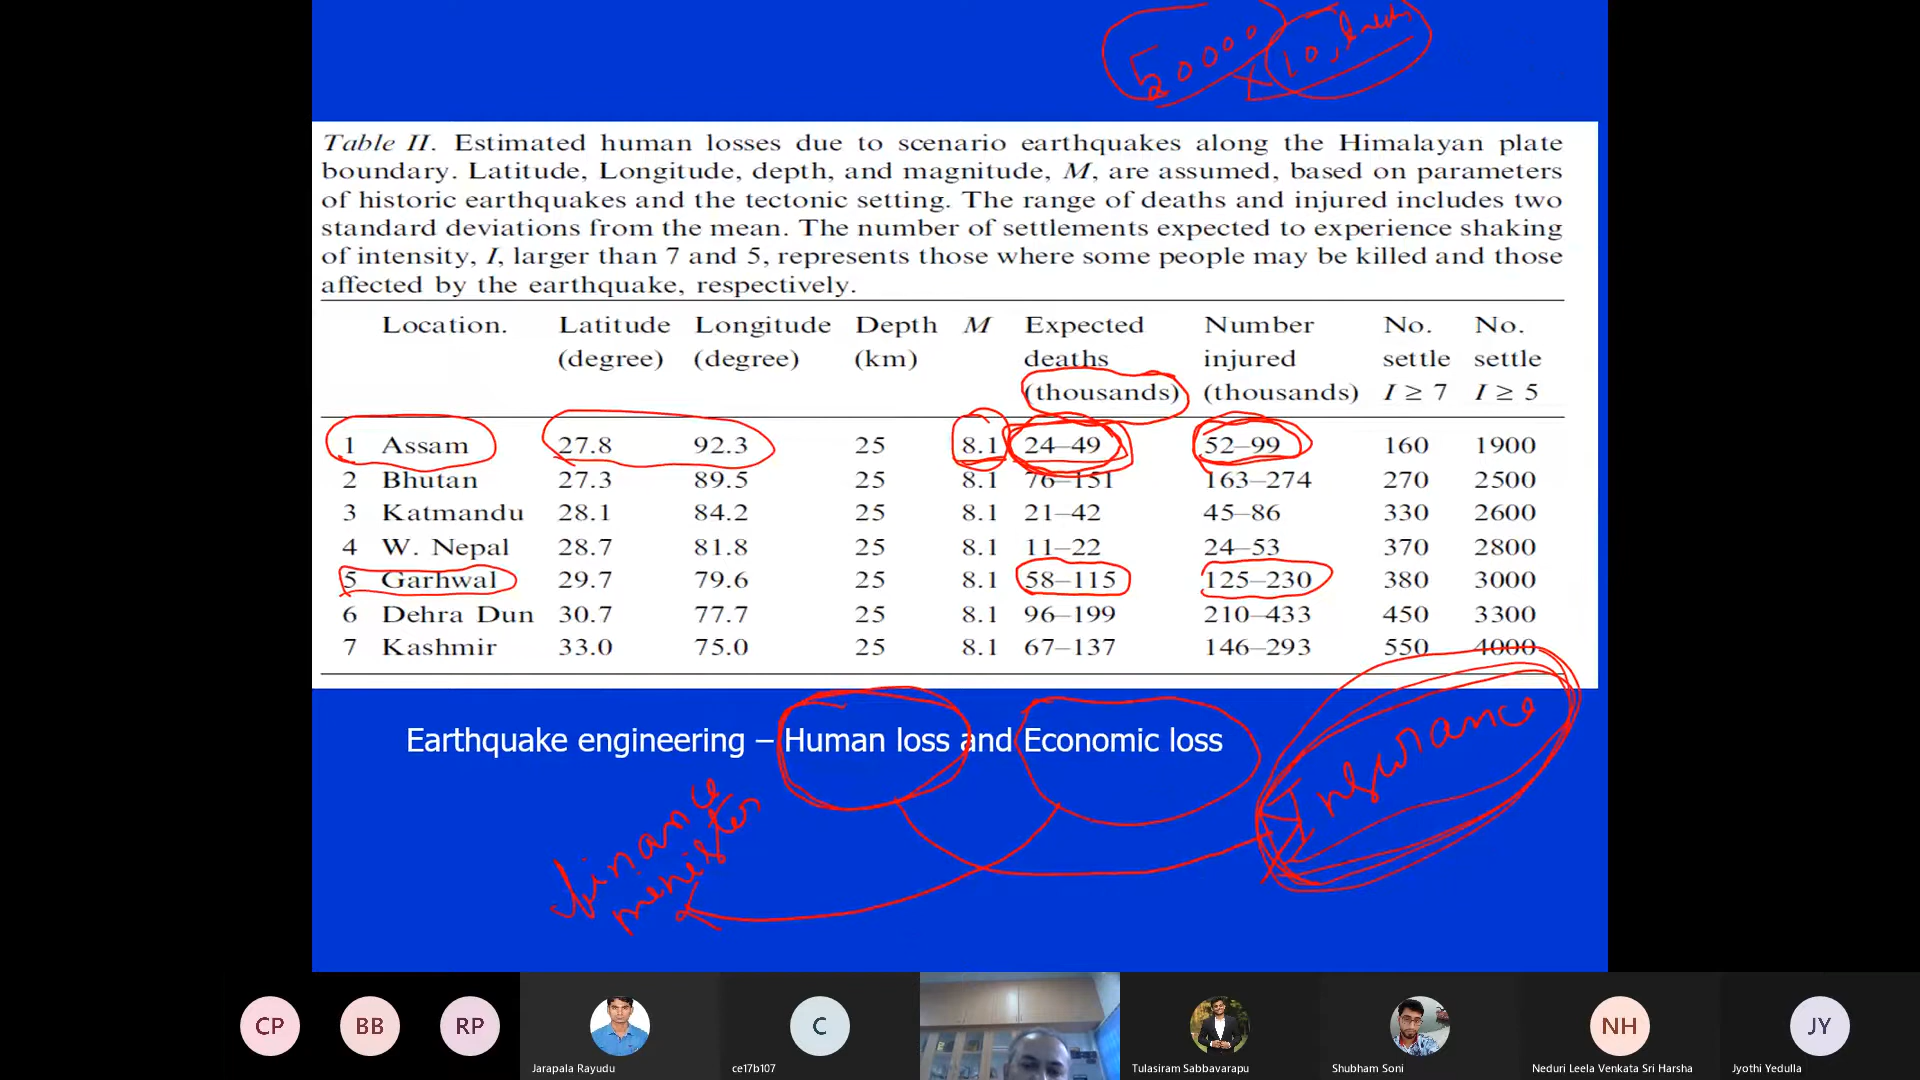 50000 x 10, lakh
Table II. Estimated human losses due to scenario earthquakes along the Himalayan plate
boundary. Latitude, Longitude, depth, and magnitude, M, are assumed, based on parameters
of historic earthquakes and the tectonic setting. The range of deaths and injured includes two
standard deviations from the mean. The number of settlements expected to experience shaking
of intensity, I, larger than 7 and 5, represents those where some people may be killed and those
affected by the earthquake, respectively.
Location. Latitude Longitude Depth M Expected Number No. No.
(degree) (degree) (km) deaths injured settle settle
(thousands) (thousands) I ≥ 7 I ≥ 5
1 Assam 27.8 92.3 25 8.1 24–49 52–99 160 1900
2 Bhutan 27.3 89.5 25 8.1 76–151 163–274 270 2500
3 Katmandu 28.1 84.2 25 8.1 21–42 45–86 330 2600
4 W. Nepal 28.7 81.8 25 8.1 11–22 24–53 370 2800
5 Garhwal 29.7 79.6 25 8.1 58–115 125–230 380 3000
6 Dehra Dun 30.7 77.7 25 8.1 96–199 210–433 450 3300
7 Kashmir 33.0 75.0 25 8.1 67–137 146–293 550 4000
Earthquake engineering – Human loss and Economic loss
Insurance
finance
minister
CP BB RP C NH JY
Jarapala Rayudu ce17b107 Tulasiram Sabbavarapu Shubham Soni Neduri Leela Venkata Sri Harsha Jyothi Yedulla